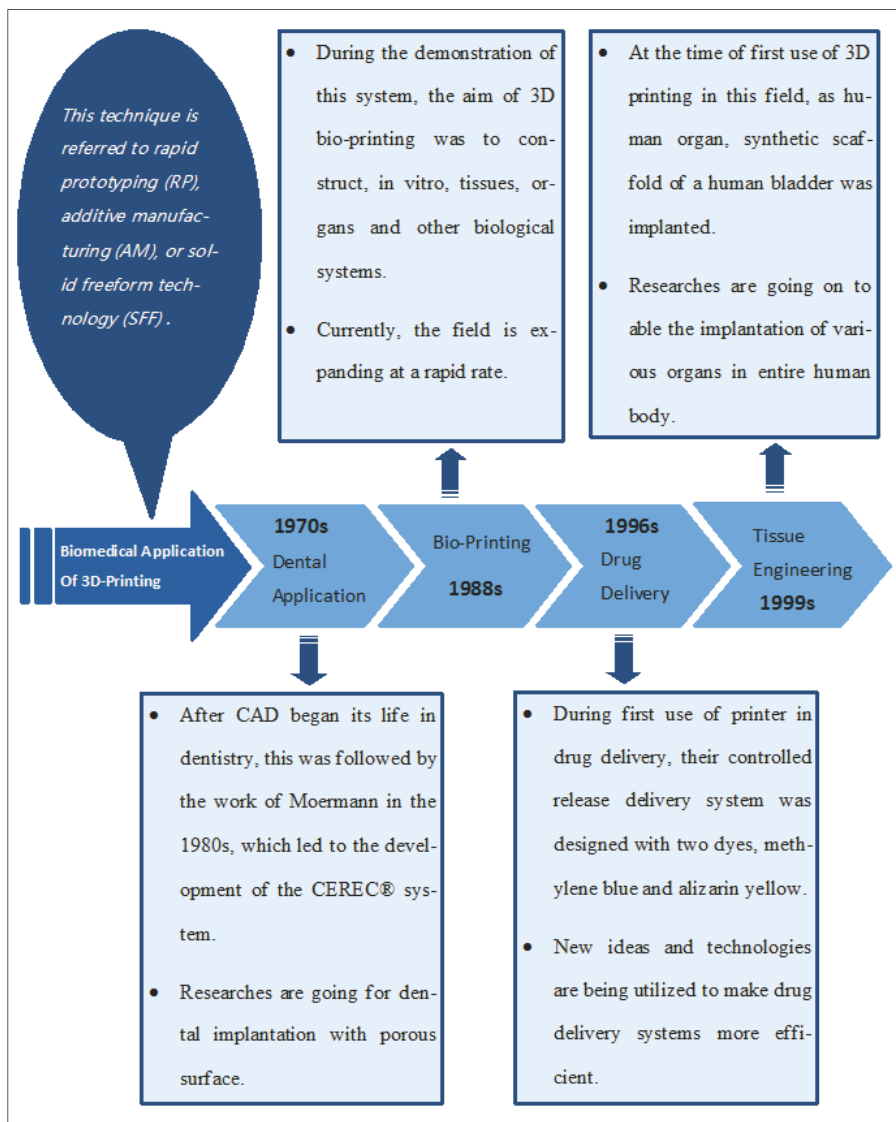 This technique is
referred to rapid
prototyping (RP),
additive manufac-
turing (AM), or sol-
id freeform tech-
nology (SFF) .
• During the demonstration of
this system, the aim of 3D
bio-printing was to con-
struct, in vitro, tissues, or-
gans and other biological
systems.
• Currently, the field is ex-
panding at a rapid rate.
• At the time of first use of 3D
printing in this field, as hu-
man organ, synthetic scaf-
fold of a human bladder was
implanted.
• Researches are going on to
able the implantation of vari-
ous organs in entire human
body.
Biomedical Application
Of 3D-Printing
1970s
Dental
Application
Bio-Printing
1988s
1996s
Drug
Delivery
Tissue
Engineering
1999s
• After CAD began its life in
dentistry, this was followed by
the work of Moermann in the
1980s, which led to the devel-
opment of the CEREC® sys-
tem.
• Researches are going for den-
tal implantation with porous
surface.
• During first use of printer in
drug delivery, their controlled
release delivery system was
designed with two dyes, meth-
ylene blue and alizarin yellow.
• New ideas and technologies
are being utilized to make drug
delivery systems more effi-
cient.